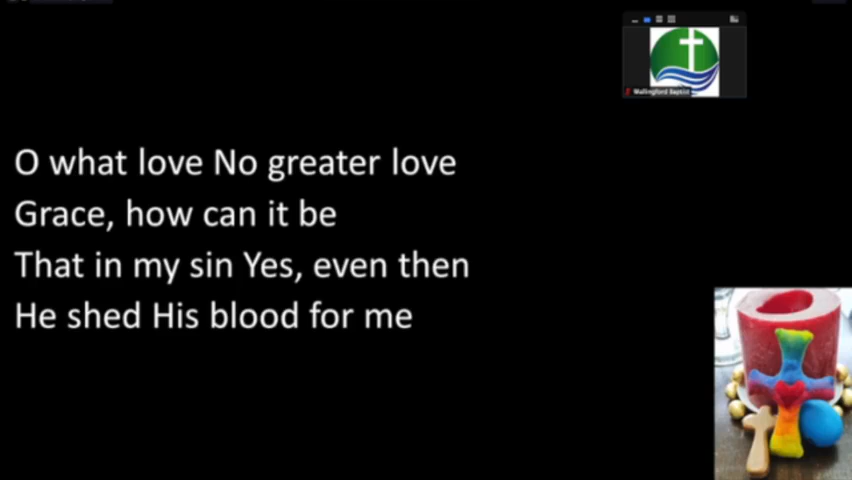 Wallingford Baptist
O what love No greater love
Grace, how can it be
That in my sin Yes, even then
He shed His blood for me